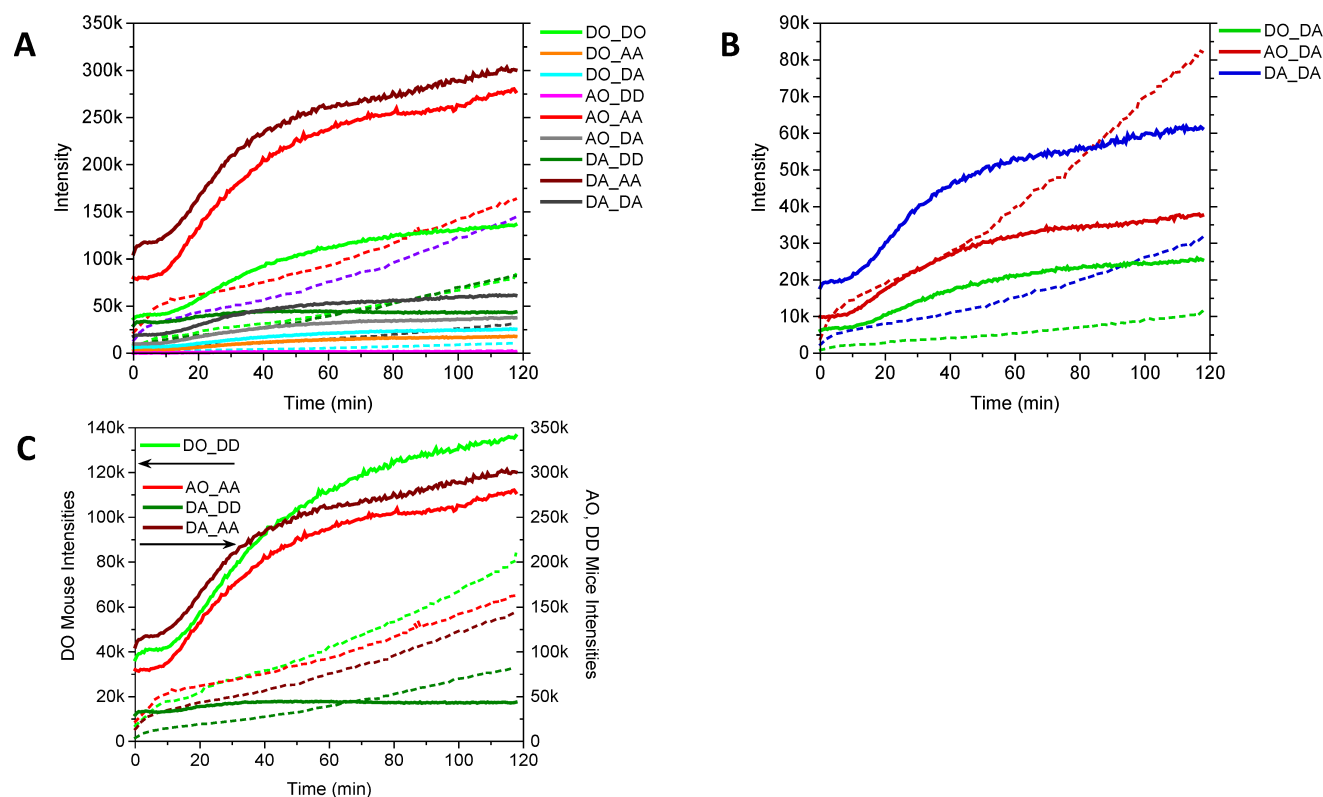 A
350k
300k
250k
200k
150k
100k
50k
0
Intensity
0 20 40 60 80 100 120
Time (min)
DO_DO
DO_AA
DO_DA
AO_DD
AO_AA
AO_DA
DA_DD
DA_AA
DA_DA
B
90k
80k
70k
60k
50k
40k
30k
20k
10k
0
Intensity
0 20 40 60 80 100 120
Time (min)
DO_DA
AO_DA
DA_DA
C
140k
120k
100k
80k
60k
40k
20k
0
DO Mouse Intensities
DO_DD
AO_AA
DA_DD
DA_AA
350k
300k
250k
200k
150k
100k
50k
0
AO, DD Mice Intensities
0 20 40 60 80 100 120
Time (min)